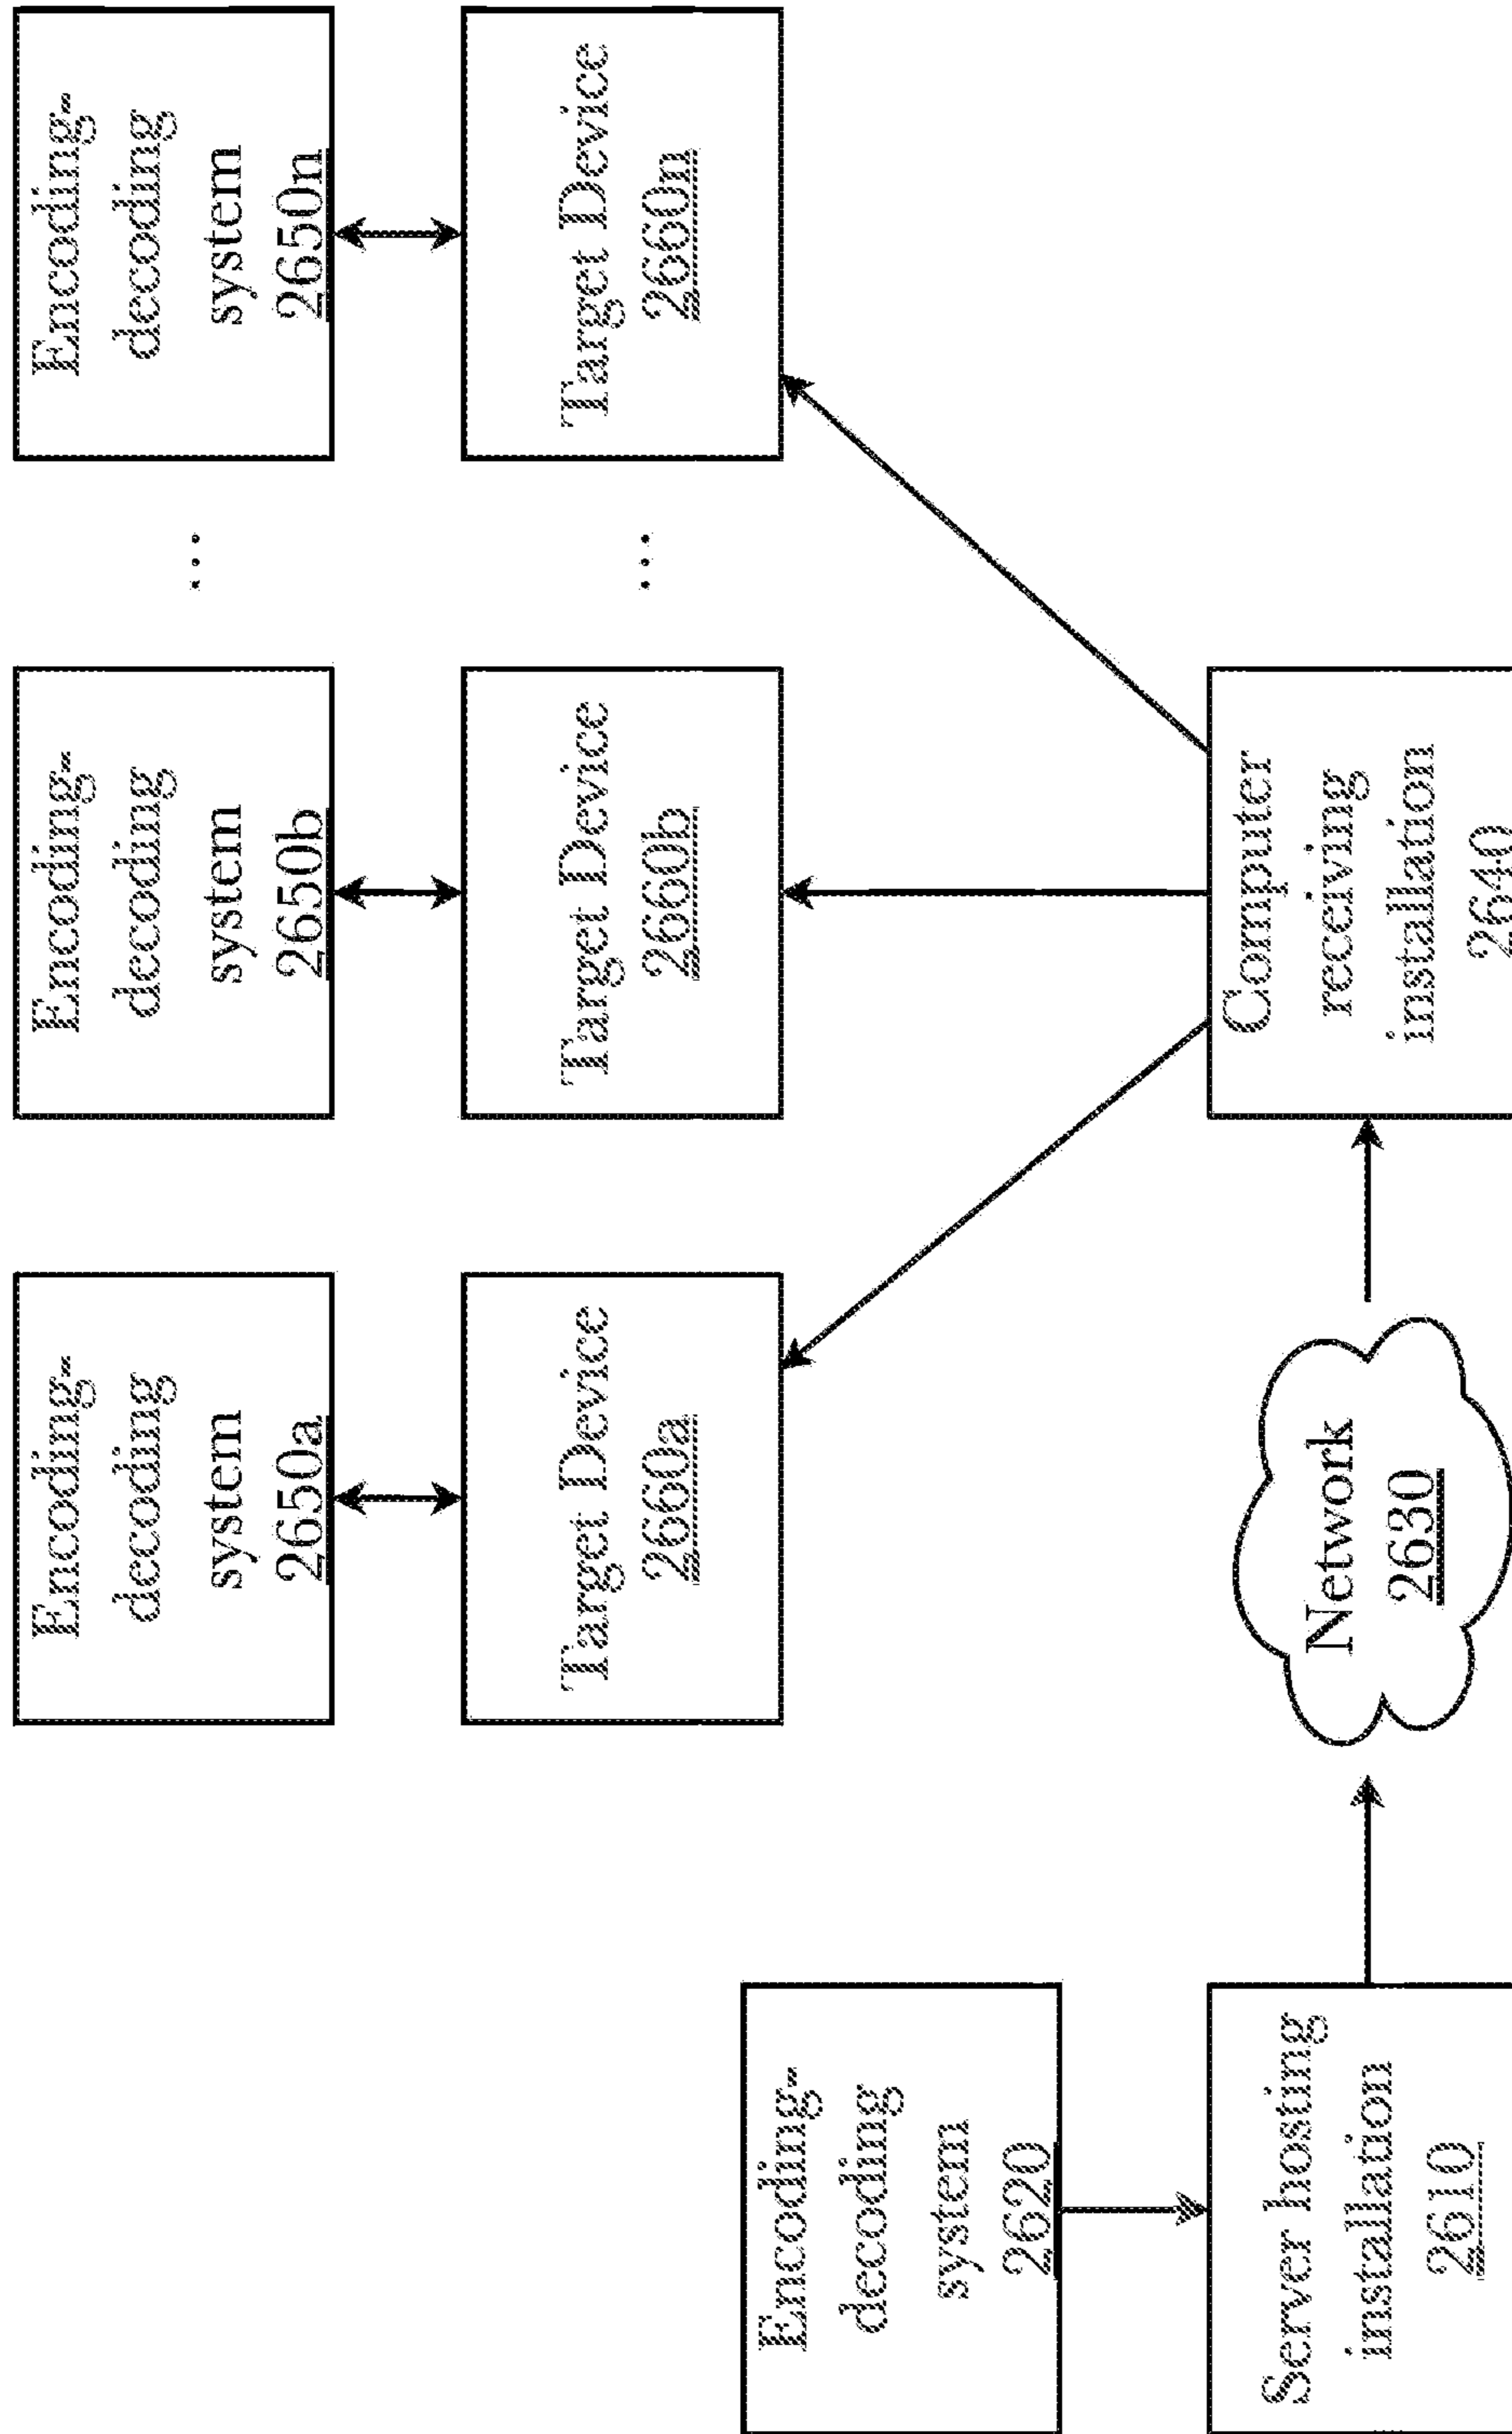 Encoding-
decoding
system
2650a
Encoding-
decoding
system
2650b
...
Encoding-
decoding
system
2650n
Target Device
2660a
Target Device
2660b
...
Target Device
2660n
Encoding-
decoding
system
2620
Server hosting
installation
2610
Network
2630
Computer
receiving
installation
2640